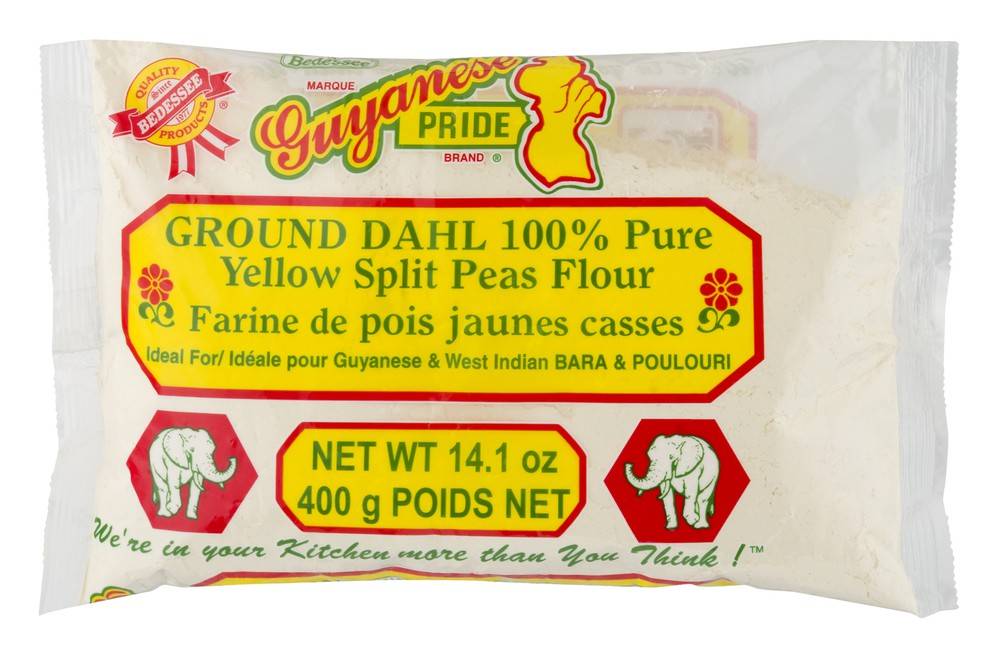 QUALITY
Since
BEDESSEE
1977
PRODUCTS
®
Bedessee
MARQUE
Guyanese
PRIDE
BRAND ®
GROUND DAHL 100% Pure
Yellow Split Peas Flour
Farine de pois jaunes casses
Ideal For/ Idéale pour Guyanese & West Indian BARA & POULOURI
NET WT 14.1 oz
400 g POIDS NET
We're in your Kitchen more than You Think ! ™